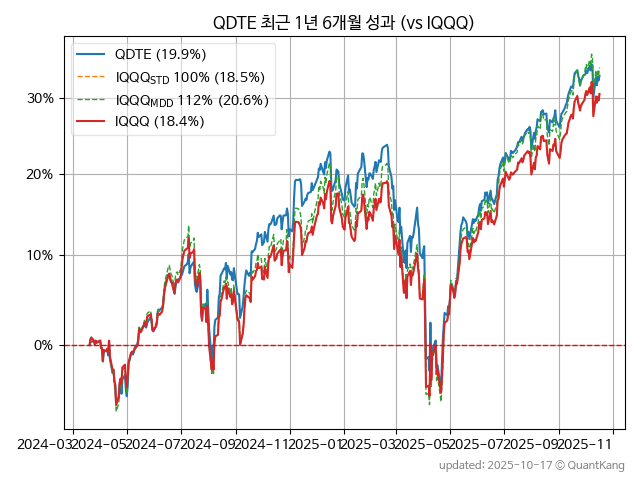 QDTE 최근 1년 6개월 성과 (vs IQQQ)
QDTE (19.9%)
IQQQSTD 100% (18.5%)
IQQQMDD 112% (20.6%)
IQQQ (18.4%)
30%
20%
10%
0%
2024-03 2024-05 2024-07 2024-09 2024-11 2025-01 2025-03 2025-05 2025-07 2025-09 2025-11
updated: 2025-10-17 © QuantKang